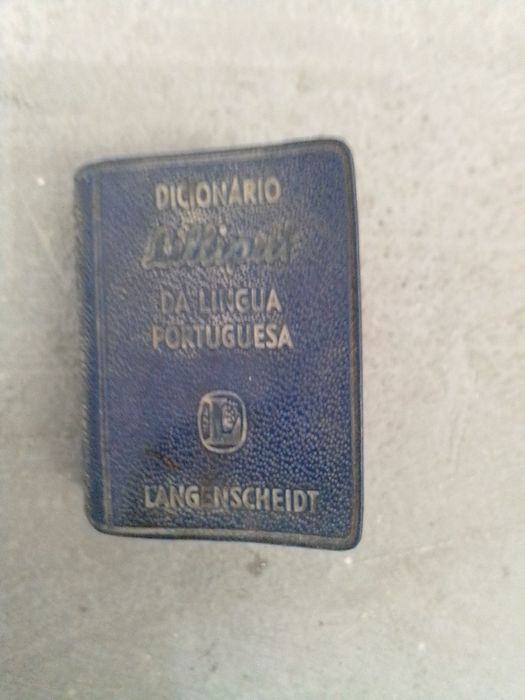 DICIONÁRIO
Lilliput
DA LINGUA
PORTUGUESA
L
LANGENSCHEIDT